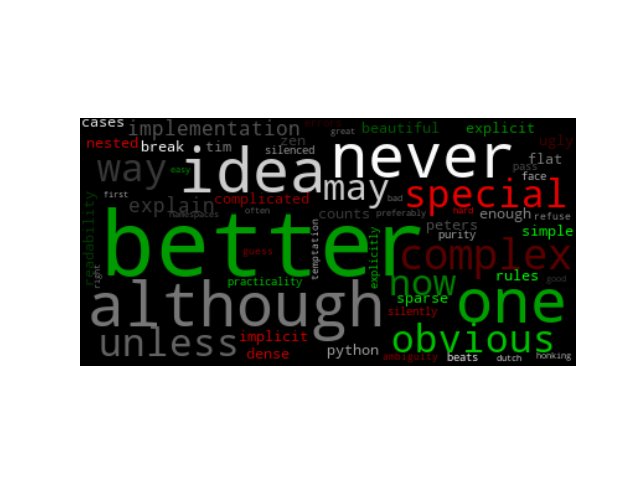 cases implementation errors great beautiful explicit
nested break tim zen silenced ugly
way easy idea never flat pass
may face special
first explain complicated bad
readability namespaces often counts preferably hard enough refuse
better guess temptation explicitly peters purity simple
complex
right practicality now rules good
although sparse one
silently
unless implicit obvious
dense python ambiguity beats dutch honking